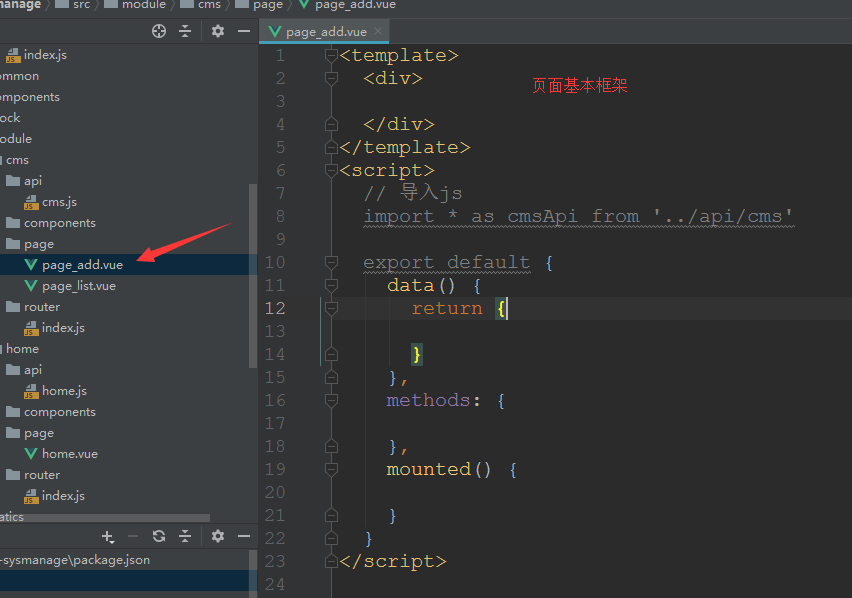 anage
src
module
cms
page
page_add.vue
page_add.vue
index.js
ommon
omponents
ock
odule
cms
api
cms.js
components
page
page_add.vue
page_list.vue
router
index.js
home
api
home.js
components
page
home.vue
router
index.js
atics
-sysmanage\package.json
1 <template>
2 <div>
页面基本框架
3
4 </div>
5 </template>
6 <script>
7 // 导入js
8 import * as cmsApi from '../api/cms'
9
10 export default {
11 data() {
12 return {
13
14 }
15 },
16 methods: {
17
18 },
19 mounted() {
20
21 }
22 }
23 </script>
24